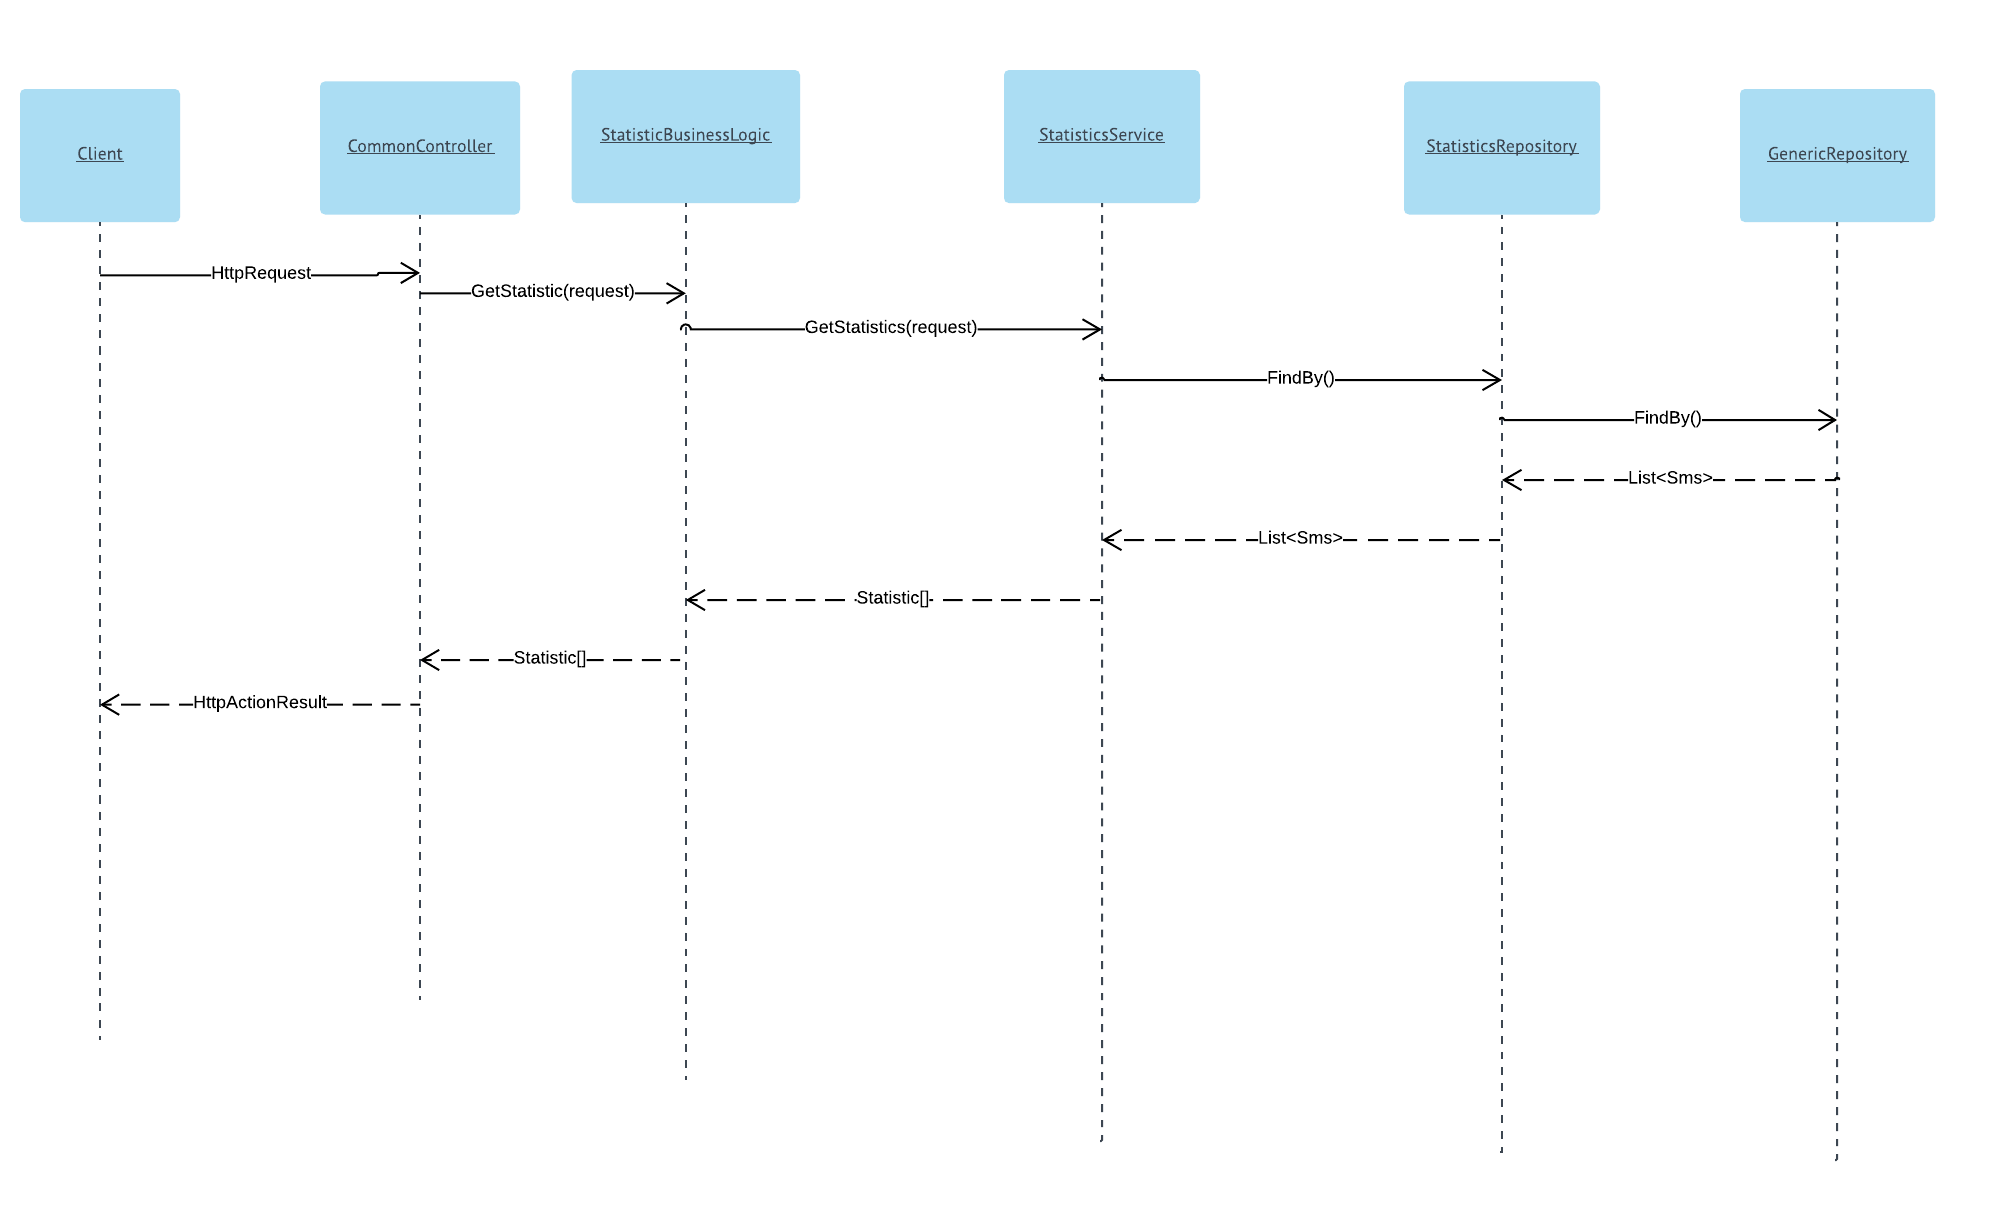 Client
CommonController
StatisticBusinessLogic
StatisticsService
StatisticsRepository
GenericRepository
HttpRequest
GetStatistic(request)
GetStatistics(request)
FindBy()
FindBy()
List<Sms>
List<Sms>
Statistic[]
Statistic[]
HttpActionResult